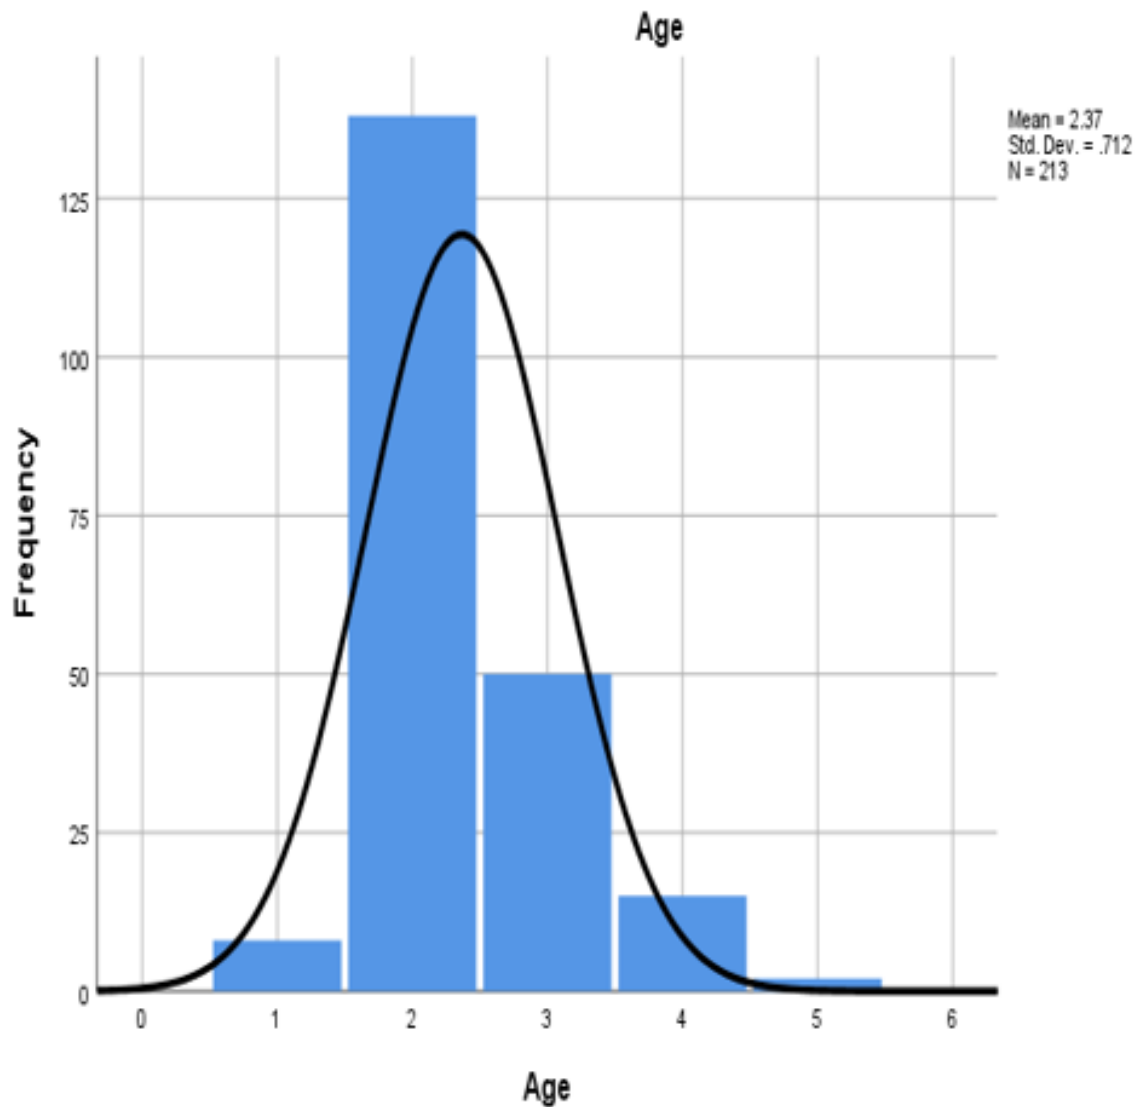 Age
Mean = 2.37
Std. Dev. = .712
N = 213
125
100
75
50
25
0
Frequency
0 1 2 3 4 5 6
Age